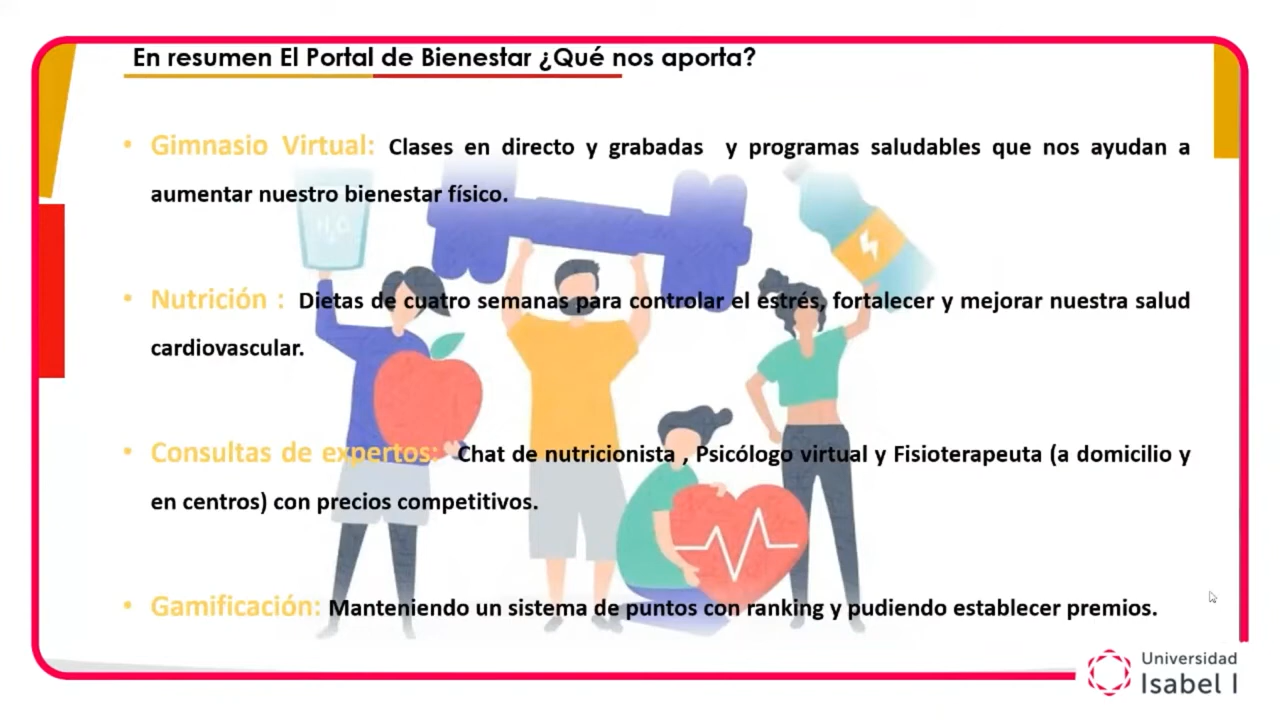 En resumen El Portal de Bienestar ¿Qué nos aporta?
• Gimnasio Virtual: Clases en directo y grabadas y programas saludables que nos ayudan a
aumentar nuestro bienestar físico.
H₂O
• Nutrición : Dietas de cuatro semanas para controlar el estrés, fortalecer y mejorar nuestra salud
cardiovascular.
• Consultas de expertos: Chat de nutricionista , Psicólogo virtual y Fisioterapeuta (a domicilio y
en centros) con precios competitivos.
• Gamificación: Manteniendo un sistema de puntos con ranking y pudiendo establecer premios.
Universidad
Isabel I